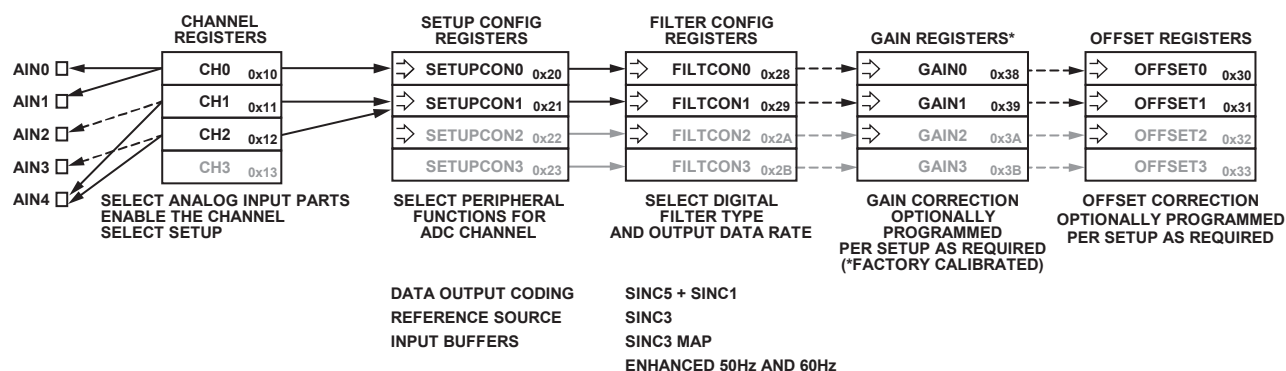 CHANNEL
REGISTERS
SETUP CONFIG
REGISTERS
FILTER CONFIG
REGISTERS
GAIN REGISTERS*
OFFSET REGISTERS
AIN0
AIN1
AIN2
AIN3
AIN4
CH0 0x10
CH1 0x11
CH2 0x12
CH3 0x13
SETUPCON0 0x20
SETUPCON1 0x21
SETUPCON2 0x22
SETUPCON3 0x23
FILTCON0 0x28
FILTCON1 0x29
FILTCON2 0x2A
FILTCON3 0x2B
GAIN0 0x38
GAIN1 0x39
GAIN2 0x3A
GAIN3 0x3B
OFFSET0 0x30
OFFSET1 0x31
OFFSET2 0x32
OFFSET3 0x33
SELECT ANALOG INPUT PARTS
ENABLE THE CHANNEL
SELECT SETUP
SELECT PERIPHERAL
FUNCTIONS FOR
ADC CHANNEL
SELECT DIGITAL
FILTER TYPE
AND OUTPUT DATA RATE
GAIN CORRECTION
OPTIONALLY
PROGRAMMED
PER SETUP AS REQUIRED
(*FACTORY CALIBRATED)
OFFSET CORRECTION
OPTIONALLY PROGRAMMED
PER SETUP AS REQUIRED
DATA OUTPUT CODING
REFERENCE SOURCE
INPUT BUFFERS
SINC5 + SINC1
SINC3
SINC3 MAP
ENHANCED 50Hz AND 60Hz